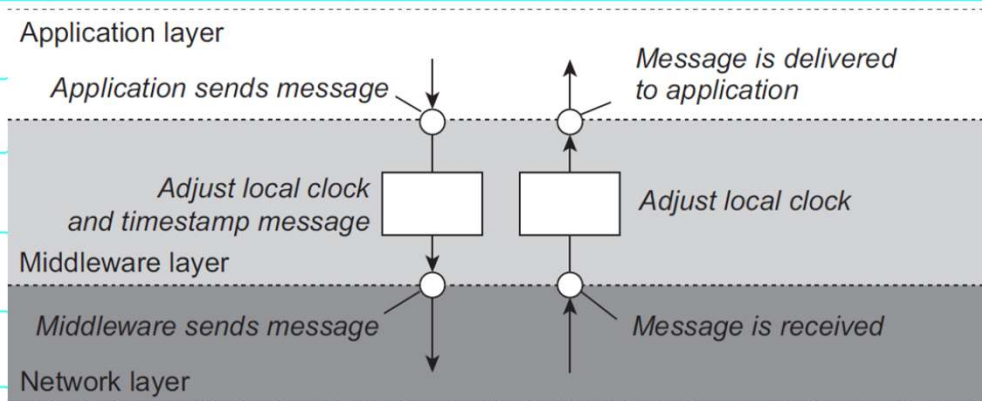 Application layer
Application sends message
Message is delivered
to application
Adjust local clock
and timestamp message
Adjust local clock
Middleware layer
Middleware sends message
Message is received
Network layer